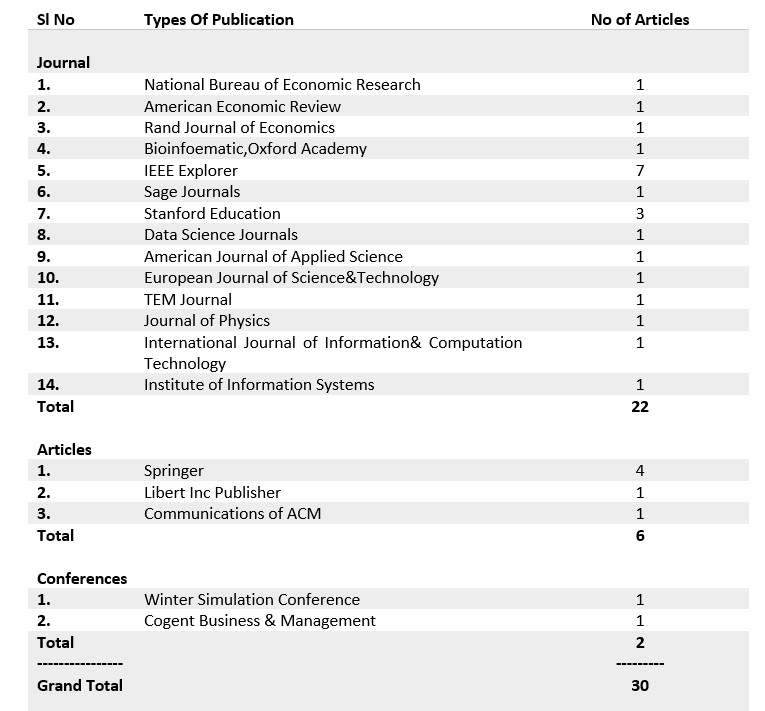 Sl No Types Of Publication No of Articles
Journal
1. National Bureau of Economic Research 1
2. American Economic Review 1
3. Rand Journal of Economics 1
4. Bioinfoematic,Oxford Academy 1
5. IEEE Explorer 7
6. Sage Journals 1
7. Stanford Education 3
8. Data Science Journals 1
9. American Journal of Applied Science 1
10. European Journal of Science&Technology 1
11. TEM Journal 1
12. Journal of Physics 1
13. International Journal of Information& Computation 1
Technology
14. Institute of Information Systems 1
Total 22
Articles
1. Springer 4
2. Libert Inc Publisher 1
3. Communications of ACM 1
Total 6
Conferences
1. Winter Simulation Conference 1
2. Cogent Business & Management 1
Total 2
---------------- ---------
Grand Total 30